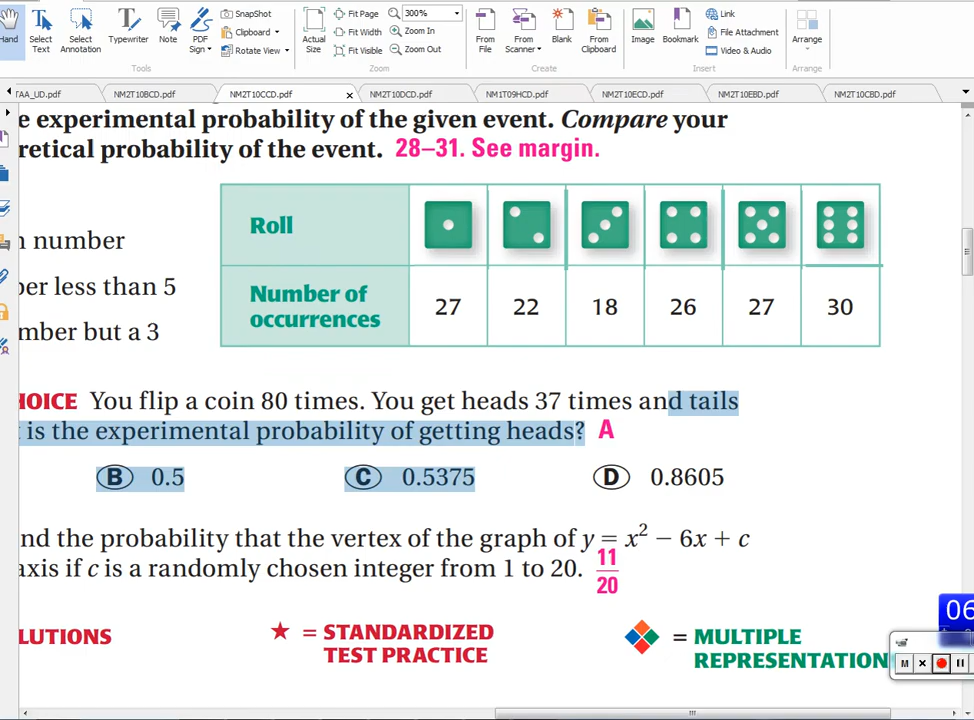 SnapShot
Fit Page
300%
Link
Clipboard
Fit Width
Zoom In
File Attachment
Rotate View
Fit Visible
Zoom Out
Video & Audio
Hand
Select Text
Select Annotation
Typewriter
Note
PDF Sign
Actual Size
From File
From Scanner
Blank
From Clipboard
Image
Bookmark
Arrange
Tools
Zoom
Create
Insert
Arrange
TAA_UD.pdf
NM2T10BCD.pdf
NM2T10CCD.pdf
NM2T10DCD.pdf
NM1T09HCD.pdf
NM2T10ECD.pdf
NM2T10EBD.pdf
NM2T10CBD.pdf
e experimental probability of the given event. Compare your
retical probability of the event. 28–31. See margin.
Roll
n number
er less than 5
mber but a 3
Number of occurrences
27 22 18 26 27 30
HOICE You flip a coin 80 times. You get heads 37 times and tails
t is the experimental probability of getting heads? A
B 0.5 C 0.5375 D 0.8605
nd the probability that the vertex of the graph of y = x² − 6x + c
axis if c is a randomly chosen integer from 1 to 20. 11/20
LUTIONS
★ = STANDARDIZED TEST PRACTICE
= MULTIPLE REPRESENTATION
06
M